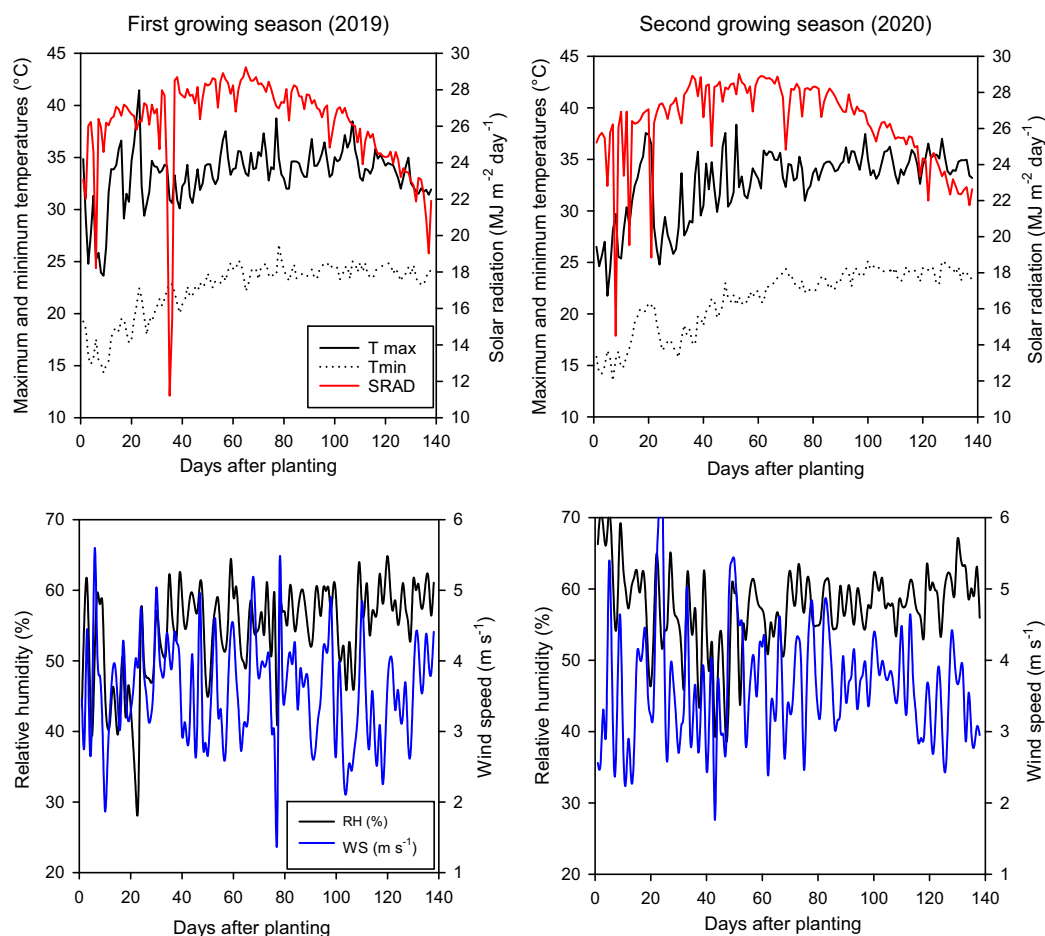 First growing season (2019)
Second growing season (2020)
Maximum and minimum temperatures (°C)
45
40
35
30
25
20
15
10
T max
Tmin
SRAD
30
28
26
24
22
20
18
16
14
12
10
Solar radiation (MJ m⁻² day⁻¹)
0 20 40 60 80 100 120 140
Days after planting
Maximum and minimum temperatures (°C)
45
40
35
30
25
20
15
10
30
28
26
24
22
20
18
16
14
12
10
Solar radiation (MJ m⁻² day⁻¹)
0 20 40 60 80 100 120 140
Days after planting
Relative humidity (%)
70
60
50
40
30
20
RH (%)
WS (m s⁻¹)
6
5
4
3
2
1
Wind speed (m s⁻¹)
0 20 40 60 80 100 120 140
Days after planting
Relative humidity (%)
70
60
50
40
30
20
6
5
4
3
2
1
Wind speed (m s⁻¹)
0 20 40 60 80 100 120 140
Days after planting